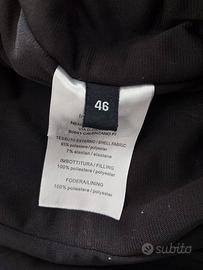 46
TESSUTO ESTERNO / SHELL FABRIC
poliestere / polyester
7% elastan / elastane
IMBOTTITURA / FILLING
100% poliestere / polyester
FODERA/LINING
100% poliestere / polyester
subito